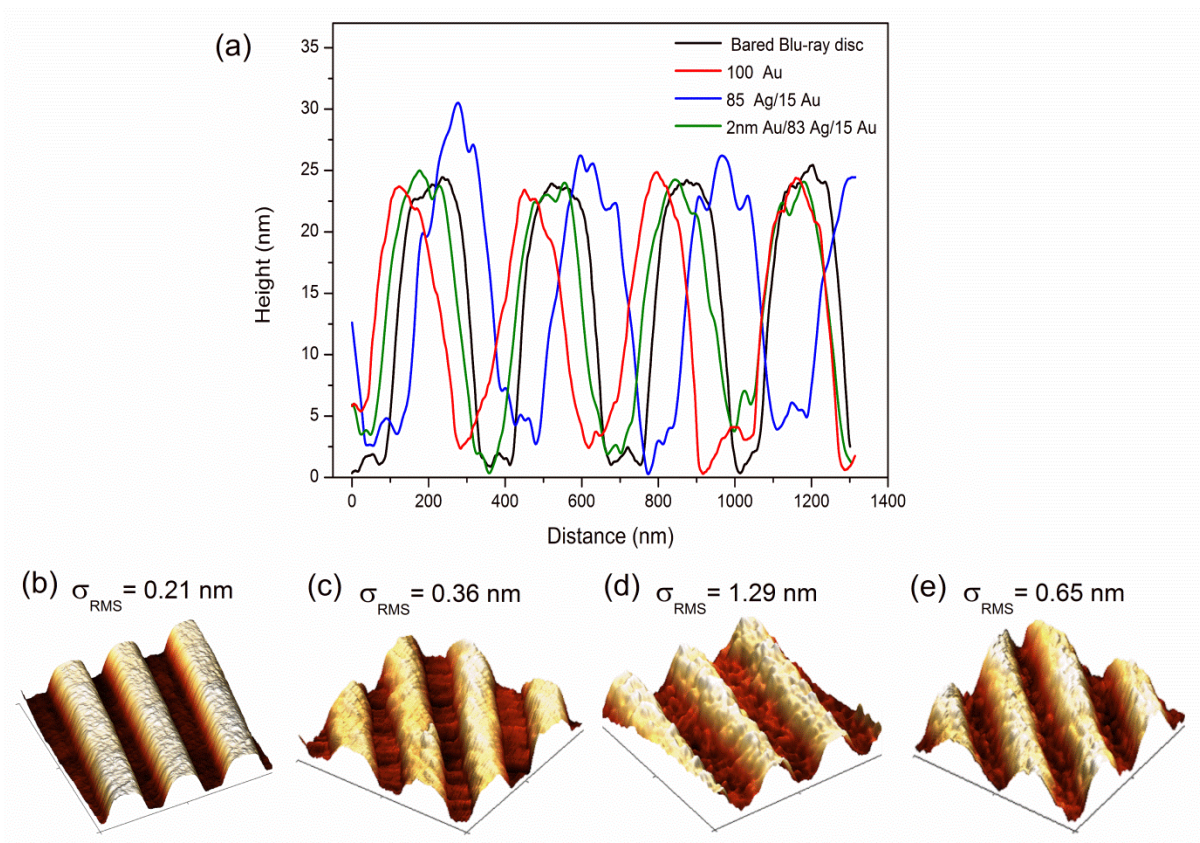 (a)
Bared Blu-ray disc
100 Au
85 Ag/15 Au
2nm Au/83 Ag/15 Au
35
30
25
20
15
10
5
0
Height (nm)
0 200 400 600 800 1000 1200 1400
Distance (nm)
(b) σRMS = 0.21 nm
(c) σRMS = 0.36 nm
(d) σRMS = 1.29 nm
(e) σRMS = 0.65 nm